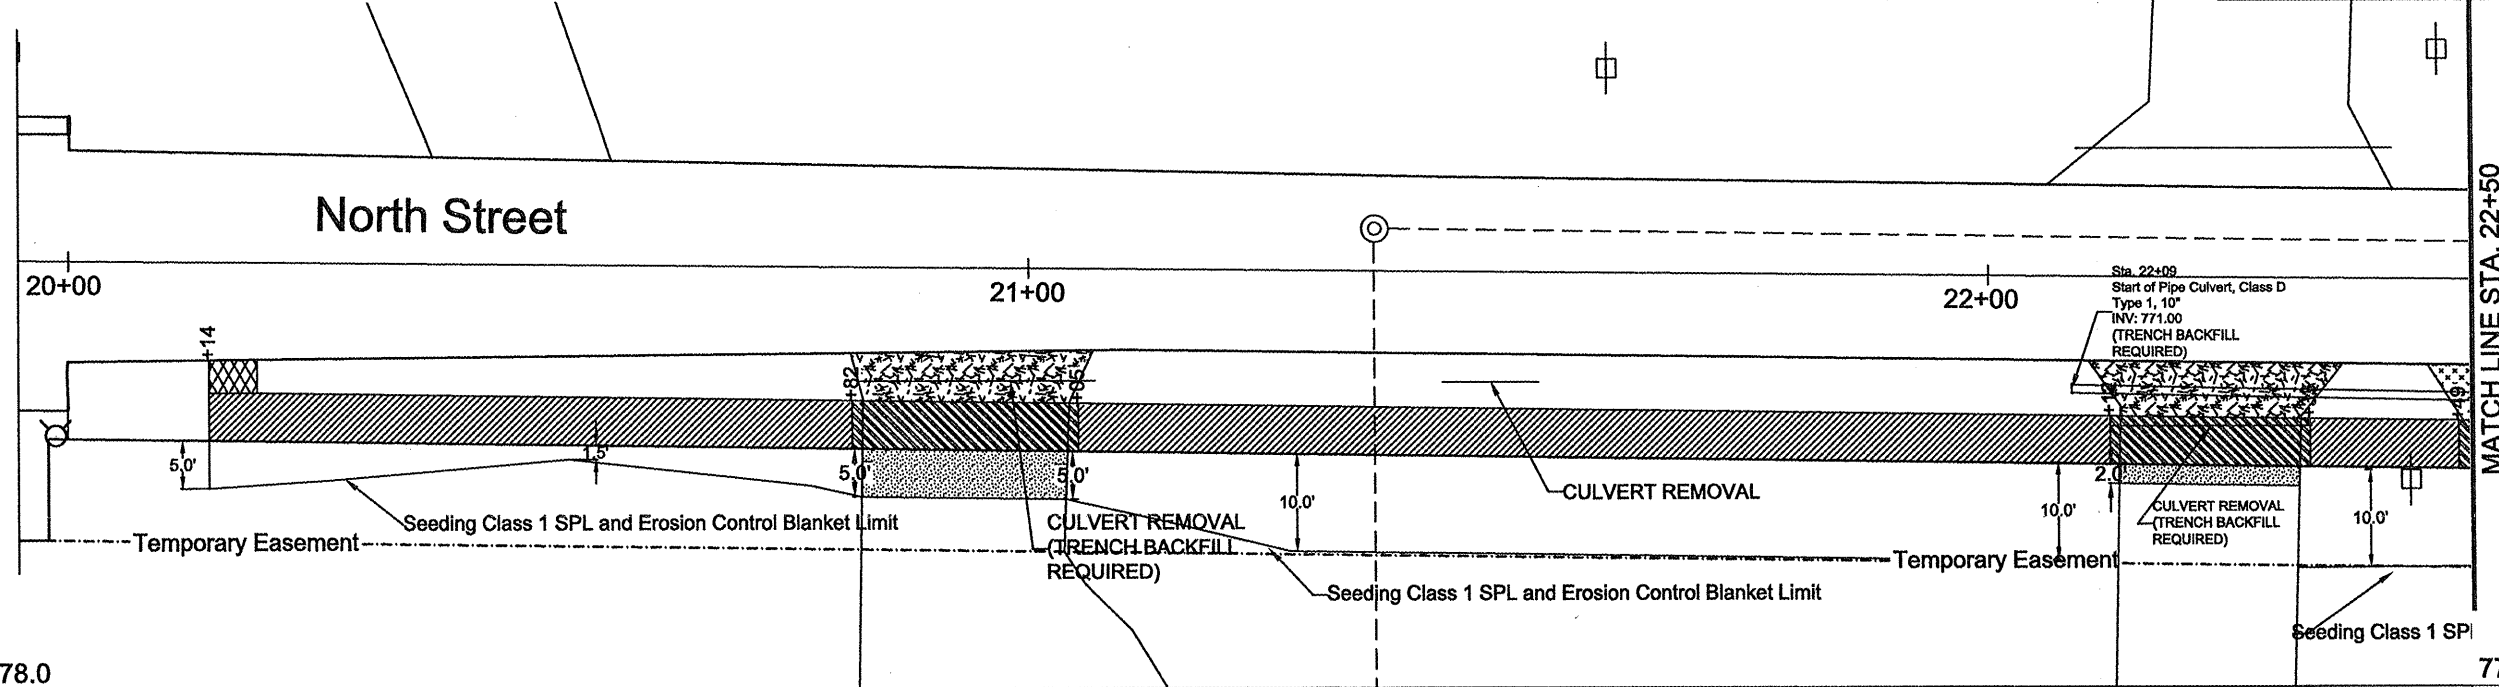 North Street
20+00
21+00
22+00
MATCH LINE STA. 22+50
Sta. 22+09
Start of Pipe Culvert, Class D
Type 1, 10"
INV: 771.00
(TRENCH BACKFILL
REQUIRED)
+14
+82
5.0'
1.5'
5.0'
5.0'
10.0'
10.0'
2.0'
10.0'
CULVERT REMOVAL
Seeding Class 1 SPL and Erosion Control Blanket Limit
CULVERT REMOVAL
(TRENCH BACKFILL
REQUIRED)
CULVERT REMOVAL
(TRENCH BACKFILL
REQUIRED)
Temporary Easement
Temporary Easement
Seeding Class 1 SPL and Erosion Control Blanket Limit
Seeding Class 1 SP
78.0
77